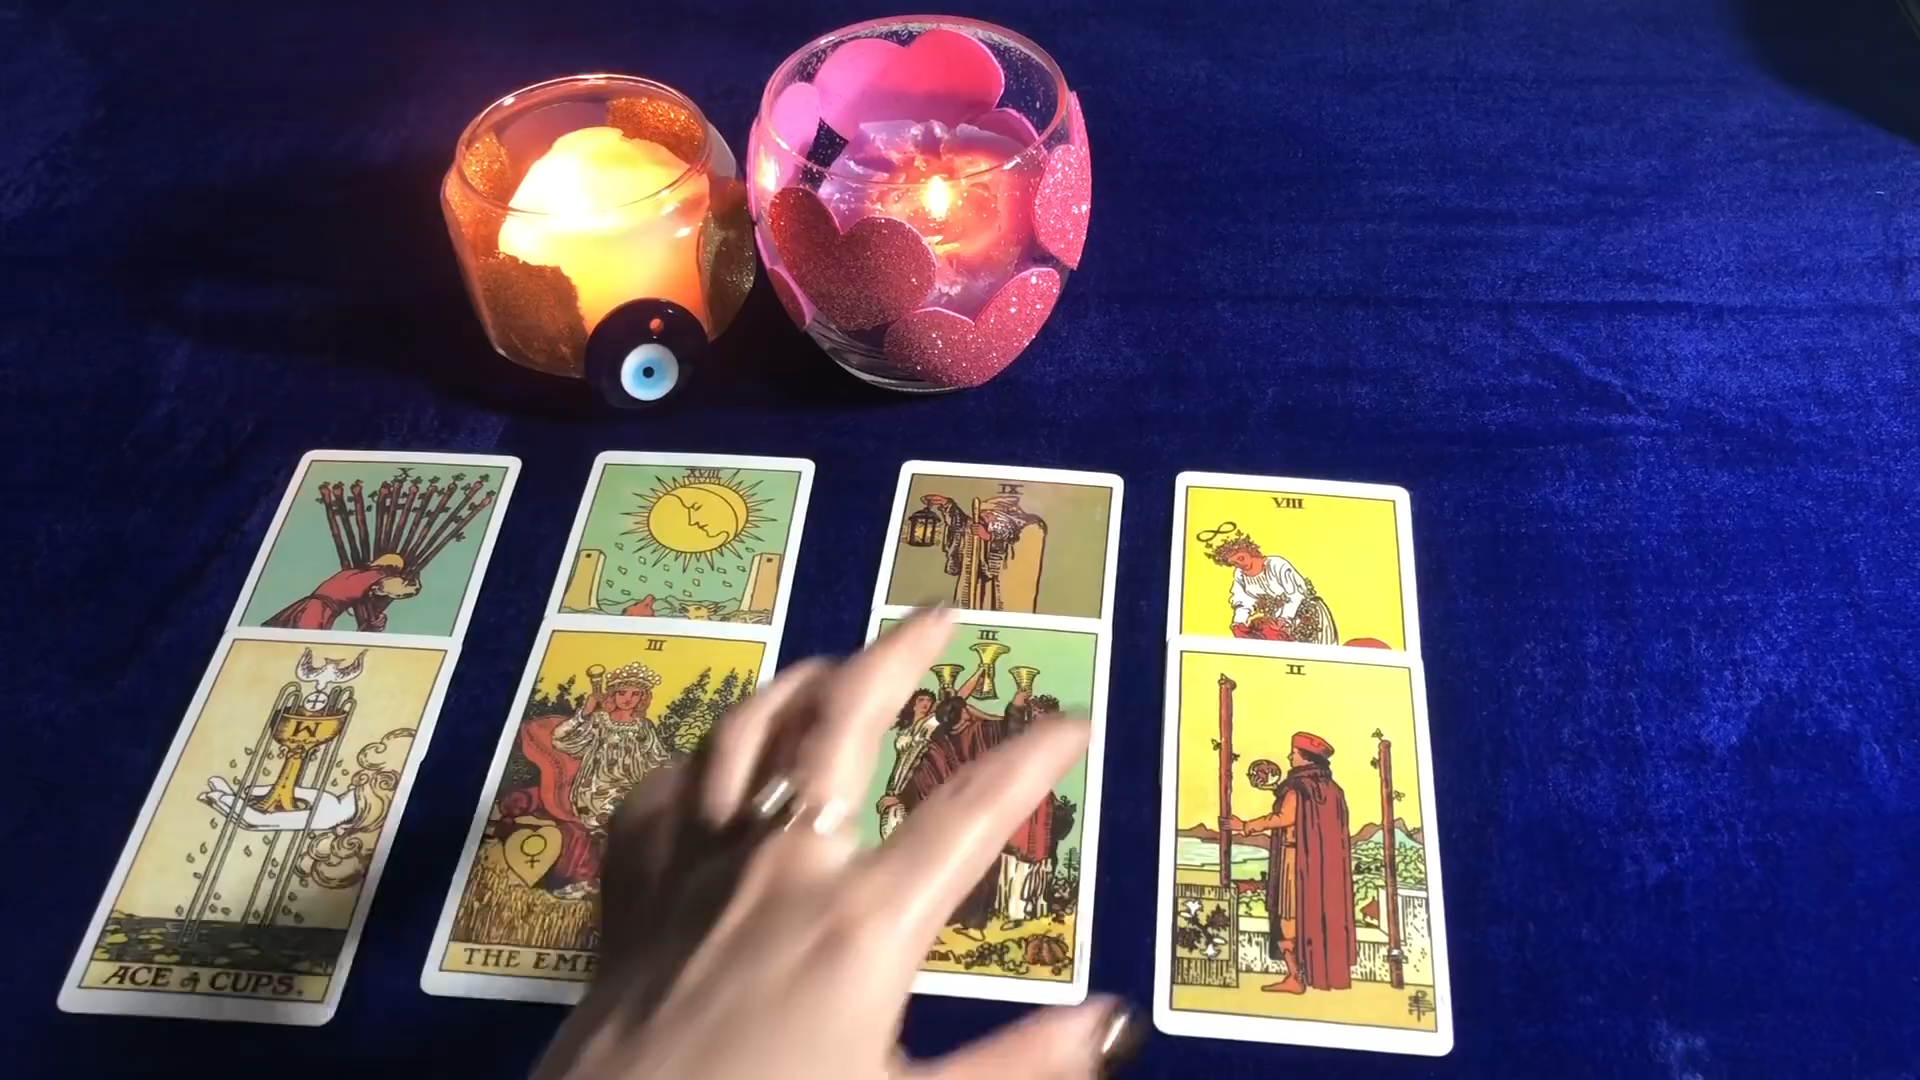 X
XVIII
IX
VIII
III
III
II
ACE of CUPS.
THE EMP